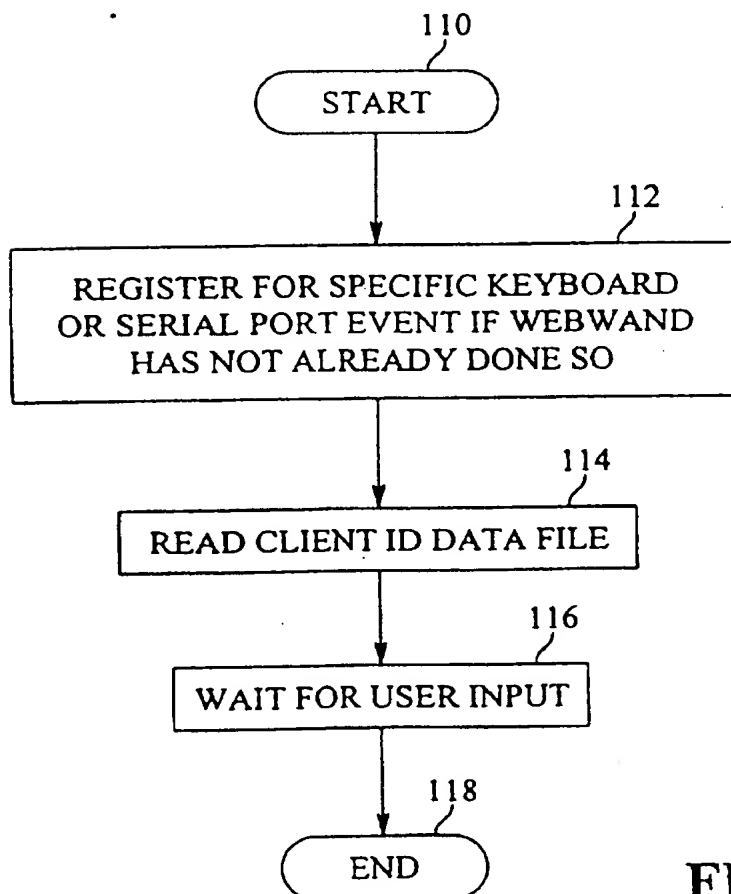 110
START
112
REGISTER FOR SPECIFIC KEYBOARD
OR SERIAL PORT EVENT IF WEBWAND
HAS NOT ALREADY DONE SO
114
READ CLIENT ID DATA FILE
116
WAIT FOR USER INPUT
118
END